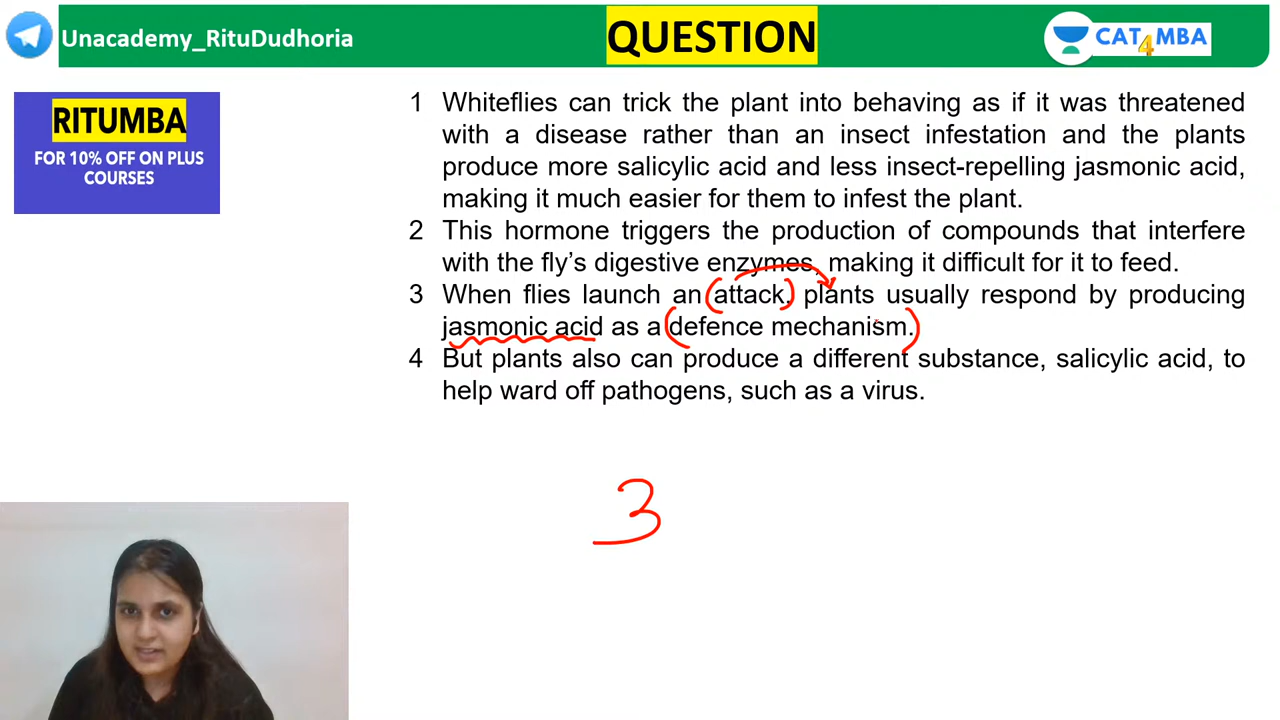 Unacademy_RituDudhoria
QUESTION
CAT4MBA
RITUMBA
FOR 10% OFF ON PLUS
COURSES
1 Whiteflies can trick the plant into behaving as if it was threatened
with a disease rather than an insect infestation and the plants
produce more salicylic acid and less insect-repelling jasmonic acid,
making it much easier for them to infest the plant.
2 This hormone triggers the production of compounds that interfere
with the fly's digestive enzymes, making it difficult for it to feed.
3 When flies launch an attack, plants usually respond by producing
jasmonic acid as a defence mechanism.
4 But plants also can produce a different substance, salicylic acid, to
help ward off pathogens, such as a virus.
3